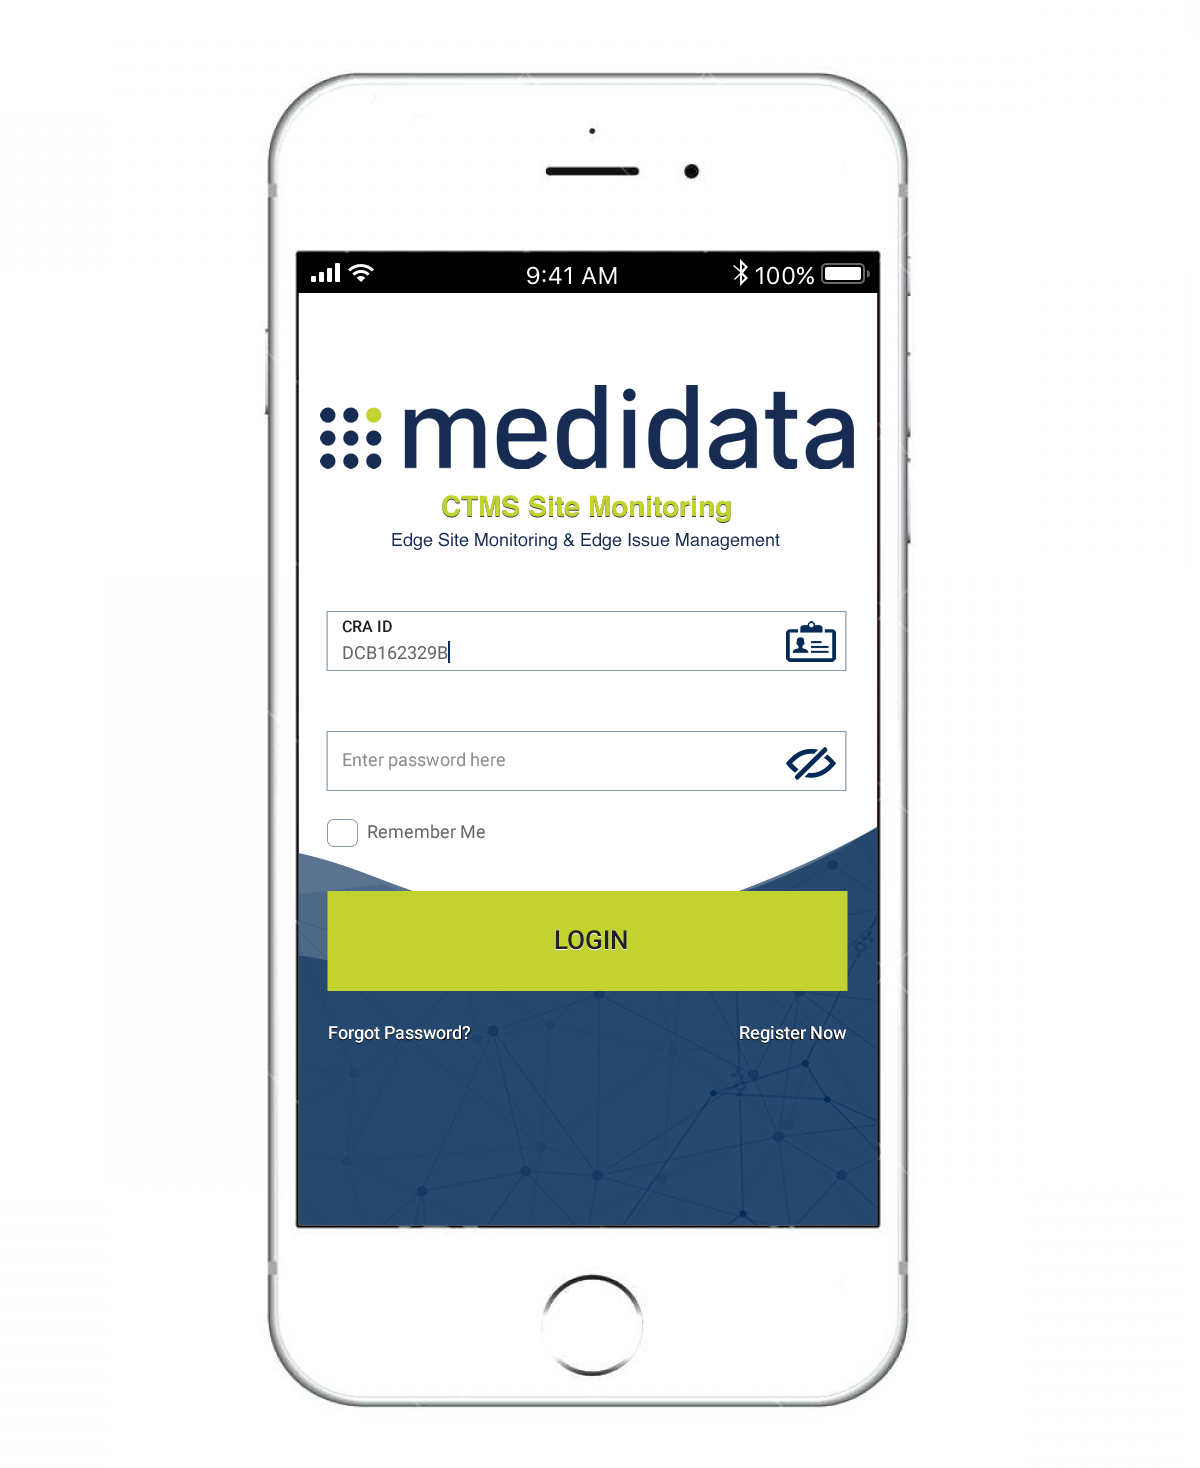 9:41 AM 100%
medidata
CTMS Site Monitoring
Edge Site Monitoring & Edge Issue Management
CRA ID
DCB162329B
Enter password here
Remember Me
LOGIN
Forgot Password? Register Now